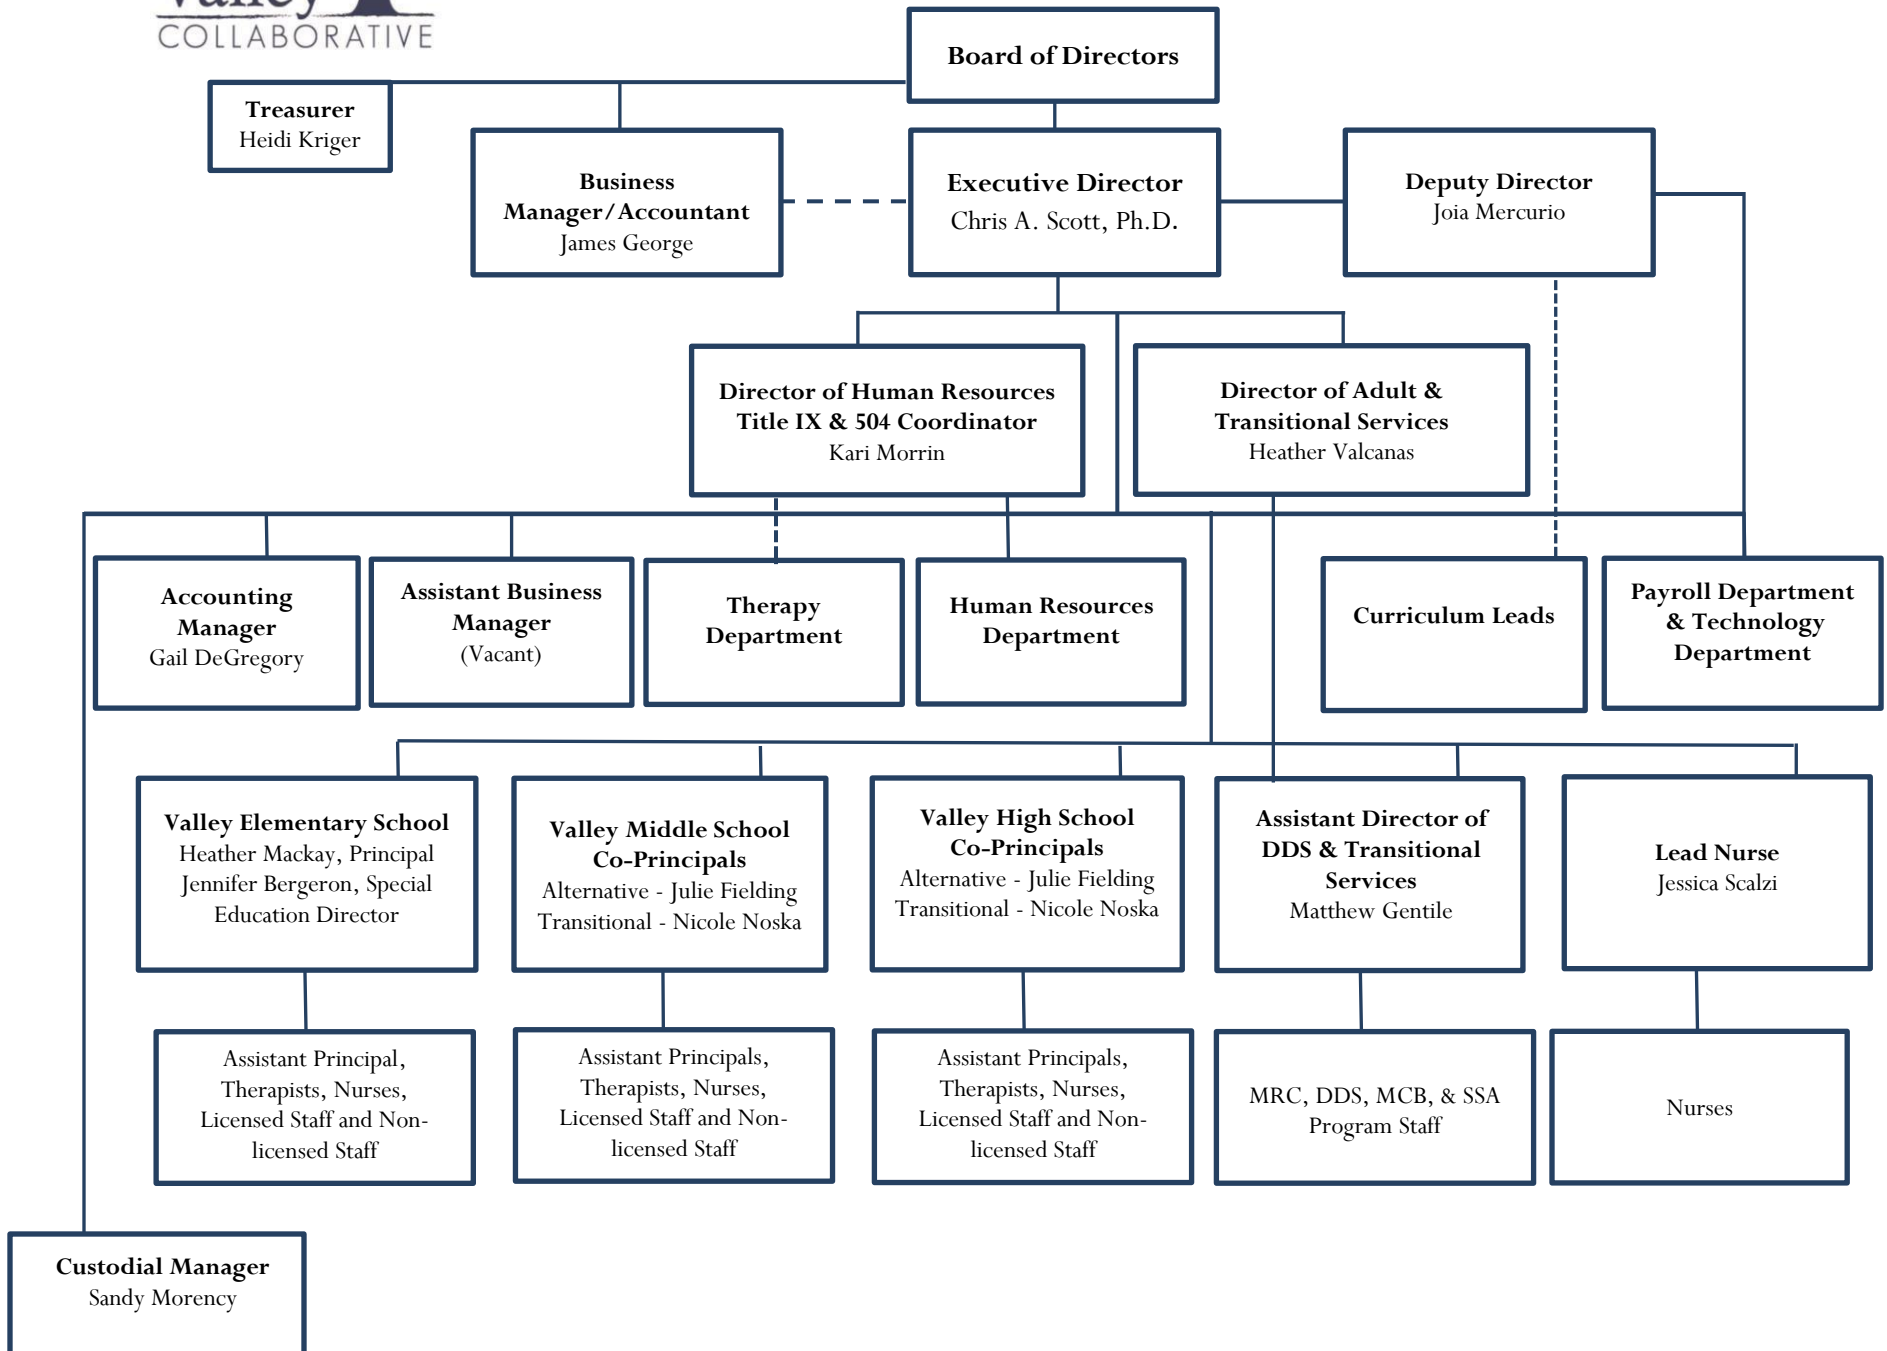 Valley
COLLABORATIVE
Board of Directors
Treasurer
Heidi Kriger
Business
Manager/Accountant
James George
Executive Director
Chris A. Scott, Ph.D.
Deputy Director
Joia Mercurio
Director of Human Resources
Title IX & 504 Coordinator
Kari Morrin
Director of Adult &
Transitional Services
Heather Valcanas
Accounting
Manager
Gail DeGregory
Assistant Business
Manager
(Vacant)
Therapy
Department
Human Resources
Department
Curriculum Leads
Payroll Department
& Technology
Department
Valley Elementary School
Heather Mackay, Principal
Jennifer Bergeron, Special
Education Director
Valley Middle School
Co-Principals
Alternative - Julie Fielding
Transitional - Nicole Noska
Valley High School
Co-Principals
Alternative - Julie Fielding
Transitional - Nicole Noska
Assistant Director of
DDS & Transitional
Services
Matthew Gentile
Lead Nurse
Jessica Scalzi
Assistant Principal,
Therapists, Nurses,
Licensed Staff and Non-
licensed Staff
Assistant Principals,
Therapists, Nurses,
Licensed Staff and Non-
licensed Staff
Assistant Principals,
Therapists, Nurses,
Licensed Staff and Non-
licensed Staff
MRC, DDS, MCB, & SSA
Program Staff
Nurses
Custodial Manager
Sandy Morency